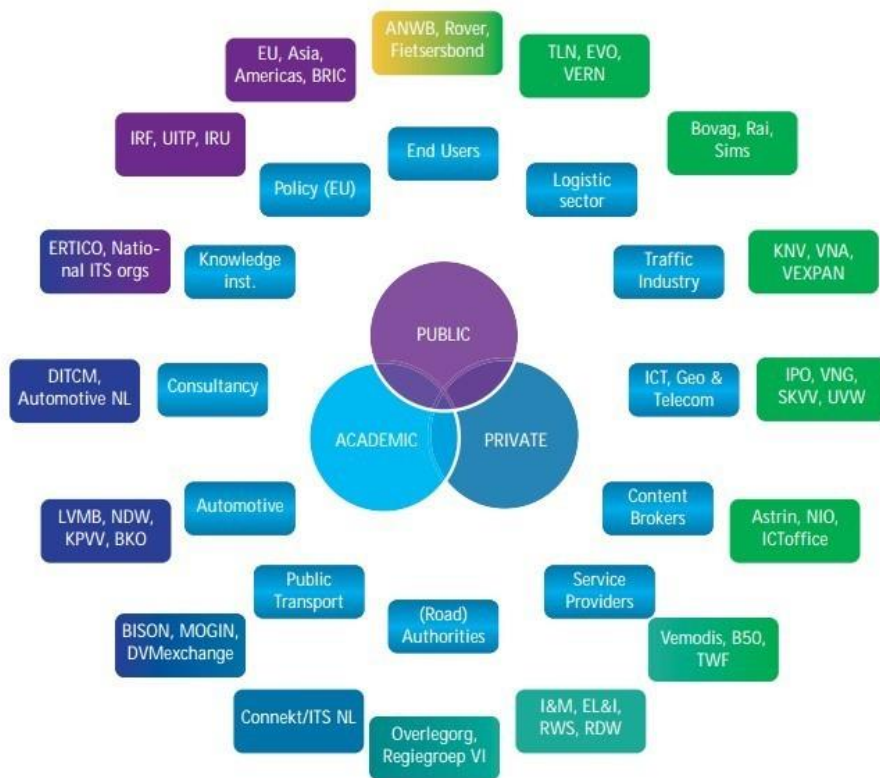 ANWB, Rover,
Fietsersbond
EU, Asia,
Americas, BRIC
TLN, EVO,
VERN
IRF, UITP, IRU
Bovag, Rai,
Sims
End Users
Policy (EU)
Logistic
sector
ERTICO, Natio-
nal ITS orgs
Knowledge
inst.
Traffic
Industry
KNV, VNA,
VEXPAN
PUBLIC
DITCM,
Automotive NL
Consultancy
ICT, Geo &
Telecom
IPO, VNG,
SKVV, UVW
ACADEMIC
PRIVATE
LVMB, NDW,
KPVV, BKO
Automotive
Content
Brokers
Astrin, NIO,
ICToffice
Public
Transport
(Road)
Authorities
Service
Providers
BISON, MOGIN,
DVMexchange
Vemodis, B50,
TWF
Connekt/ITS NL
Overlegorg,
Regiegroep VI
I&M, EL&I,
RWS, RDW